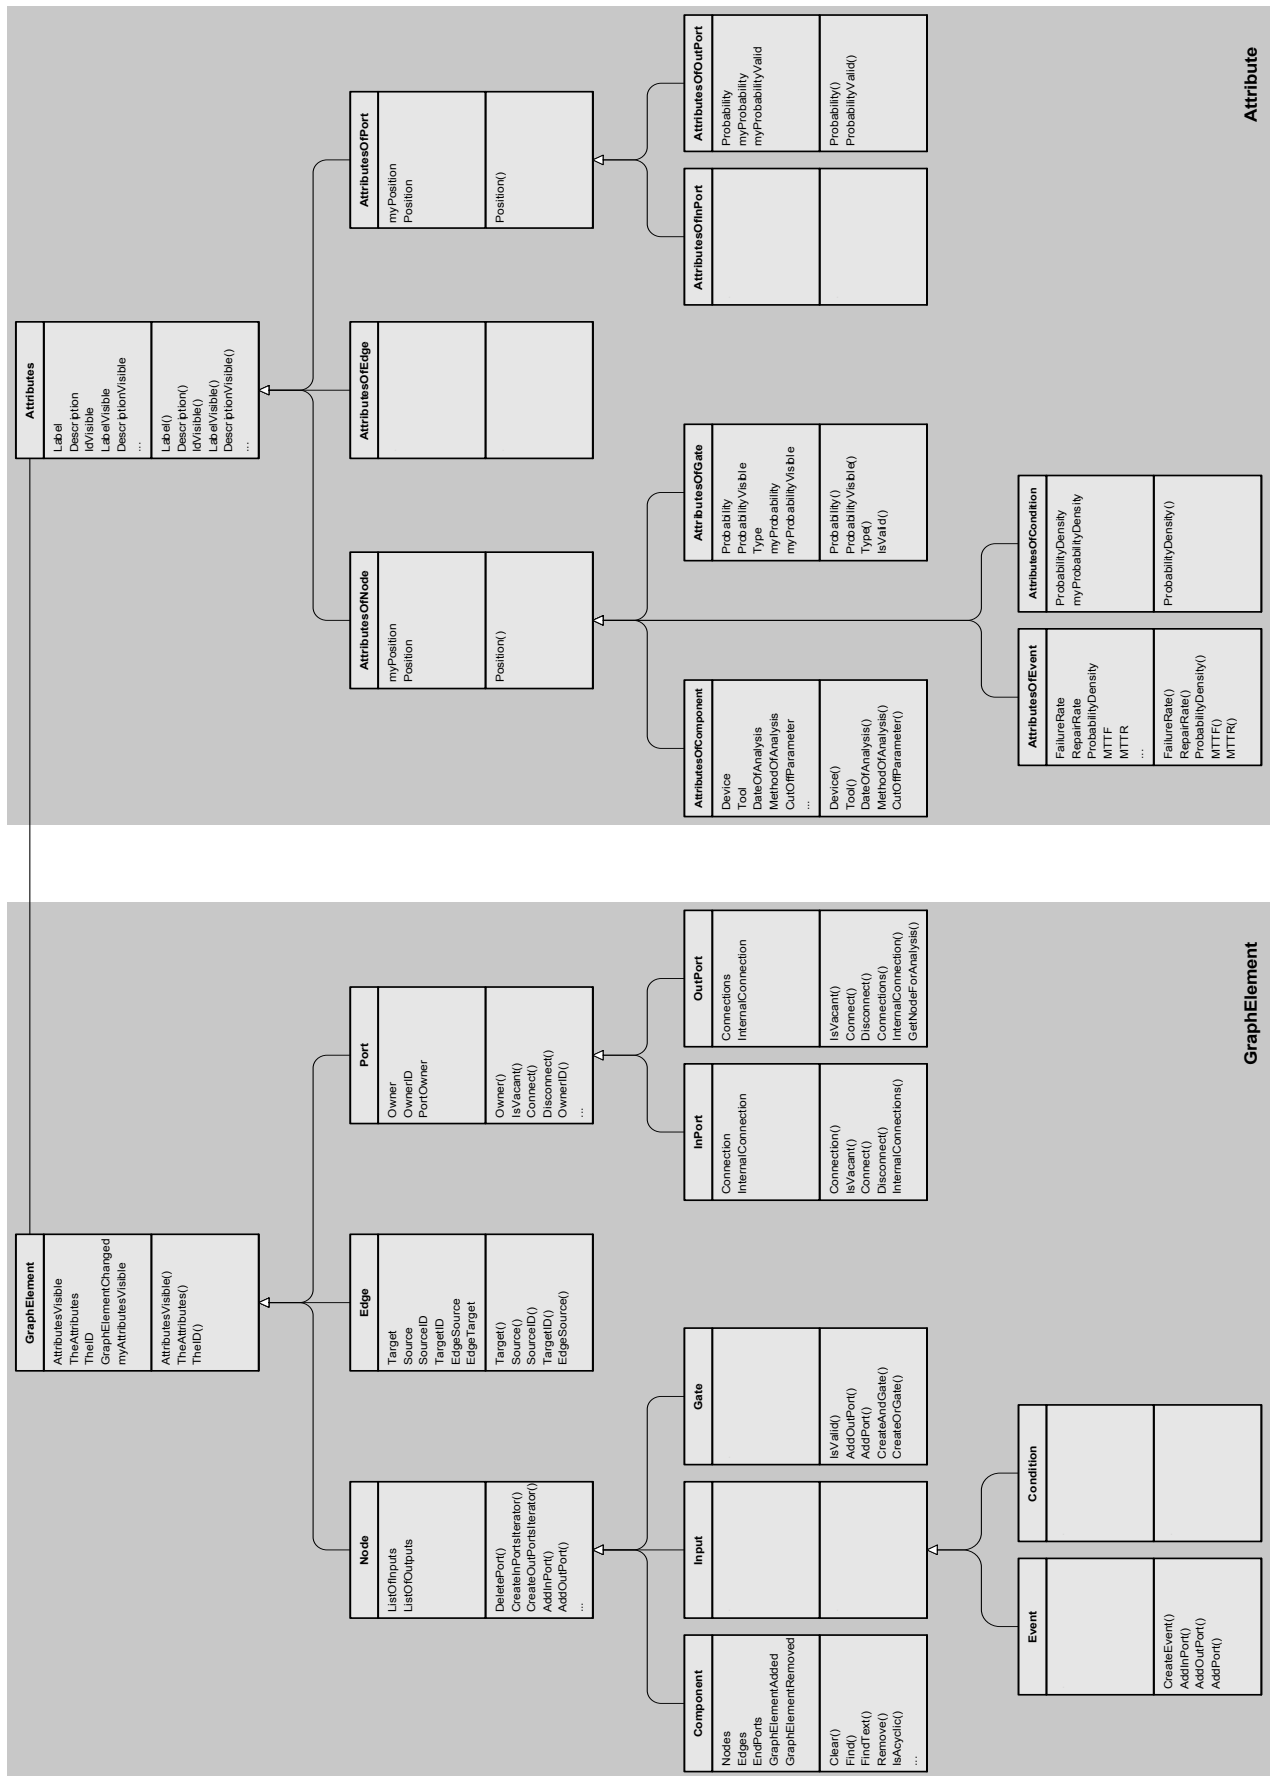 GraphElement
AttributesVisible
TheAttributes
TheID
GraphElementChanged
myAttributesVisible
AttributesVisible()
TheAttributes()
TheID()
Node
ListOfInputs
ListOfOutputs
DeletePort()
CreateInPortsIterator()
CreateOutPortsIterator()
AddInPort()
AddOutPort()
...
Edge
Target
Source
SourceID
TargetID
EdgeSource
EdgeTarget
Target()
Source()
SourceID()
TargetID()
EdgeSource()
Port
Owner
OwnerID
PortOwner
Owner()
IsVacant()
Connect()
Disconnect()
OwnerID()
...
Component
Nodes
Edges
EndPorts
GraphElementAdded
GraphElementRemoved
Clear()
Find()
FindText()
Remove()
IsAcyclic()
...
Input
Gate
IsValid()
AddOutPort()
AddPort()
CreateAndGate()
CreateOrGate()
InPort
Connection
InternalConnection
Connection()
IsVacant()
Connect()
Disconnect()
InternalConnections()
OutPort
Connections
InternalConnection
IsVacant()
Connect()
Disconnect()
Connections()
InternalConnection()
GetNodeForAnalysis()
Event
CreateEvent()
AddInPort()
AddOutPort()
AddPort()
Condition
GraphElement
Attributes
Label
Description
IdVisible
LabelVisible
DescriptionVisible
...
Label()
Description()
IdVisible()
LabelVisible()
DescriptionVisible()
...
AttributesOfNode
myPosition
Position
Position()
AttributesOfEdge
AttributesOfPort
myPosition
Position
Position()
AttributesOfComponent
Device
Tool
DateOfAnalysis
MethodOfAnalysis
CutOffParameter
...
Device()
Tool()
DateOfAnalysis()
MethodOfAnalysis()
CutOffParameter()
AttributesOfGate
Probability
ProbabilityVisible
Type
myProbability
myProbabilityVisible
Probability()
ProbabilityVisible()
Type()
IsValid()
AttributesOfInPort
AttributesOfOutPort
Probability
myProbability
myProbabilityValid
Probability()
ProbabilityValid()
AttributesOfEvent
FailureRate
RepairRate
ProbabilityDensity
MTTF
MTTR
...
FailureRate()
RepairRate()
ProbabilityDensity()
MTTF()
MTTR()
AttributesOfCondition
ProbabilityDensity
myProbabilityDensity
ProbabilityDensity()
Attribute